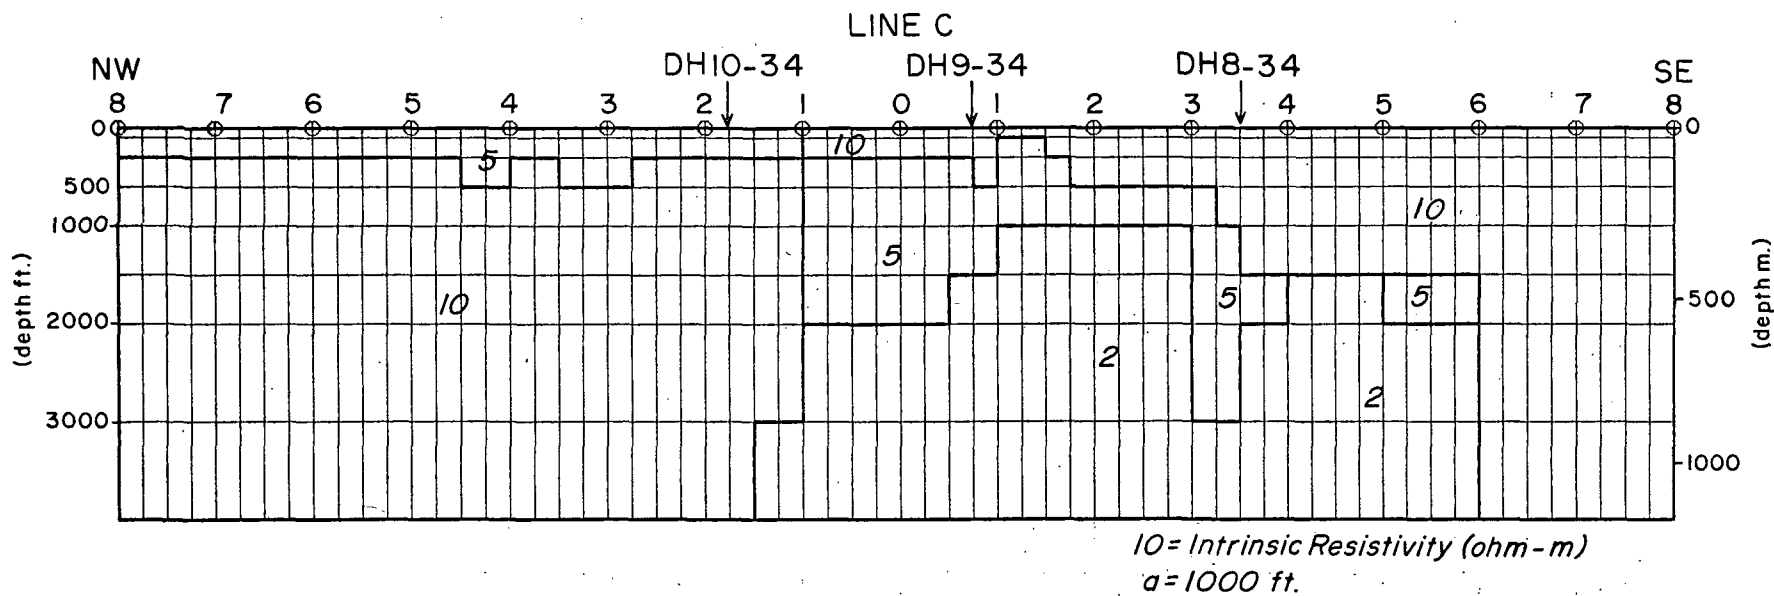 LINE C
DH10-34 DH9-34 DH8-34
NW SE
8 7 6 5 4 3 2 1 0 1 2 3 4 5 6 7 8
0 0
10
5
500
10
1000
5
10 5 5 500
2000
2
2
3000
1000
(depth ft.)
(depth m.)
10 = Intrinsic Resistivity (ohm-m)
a = 1000 ft.